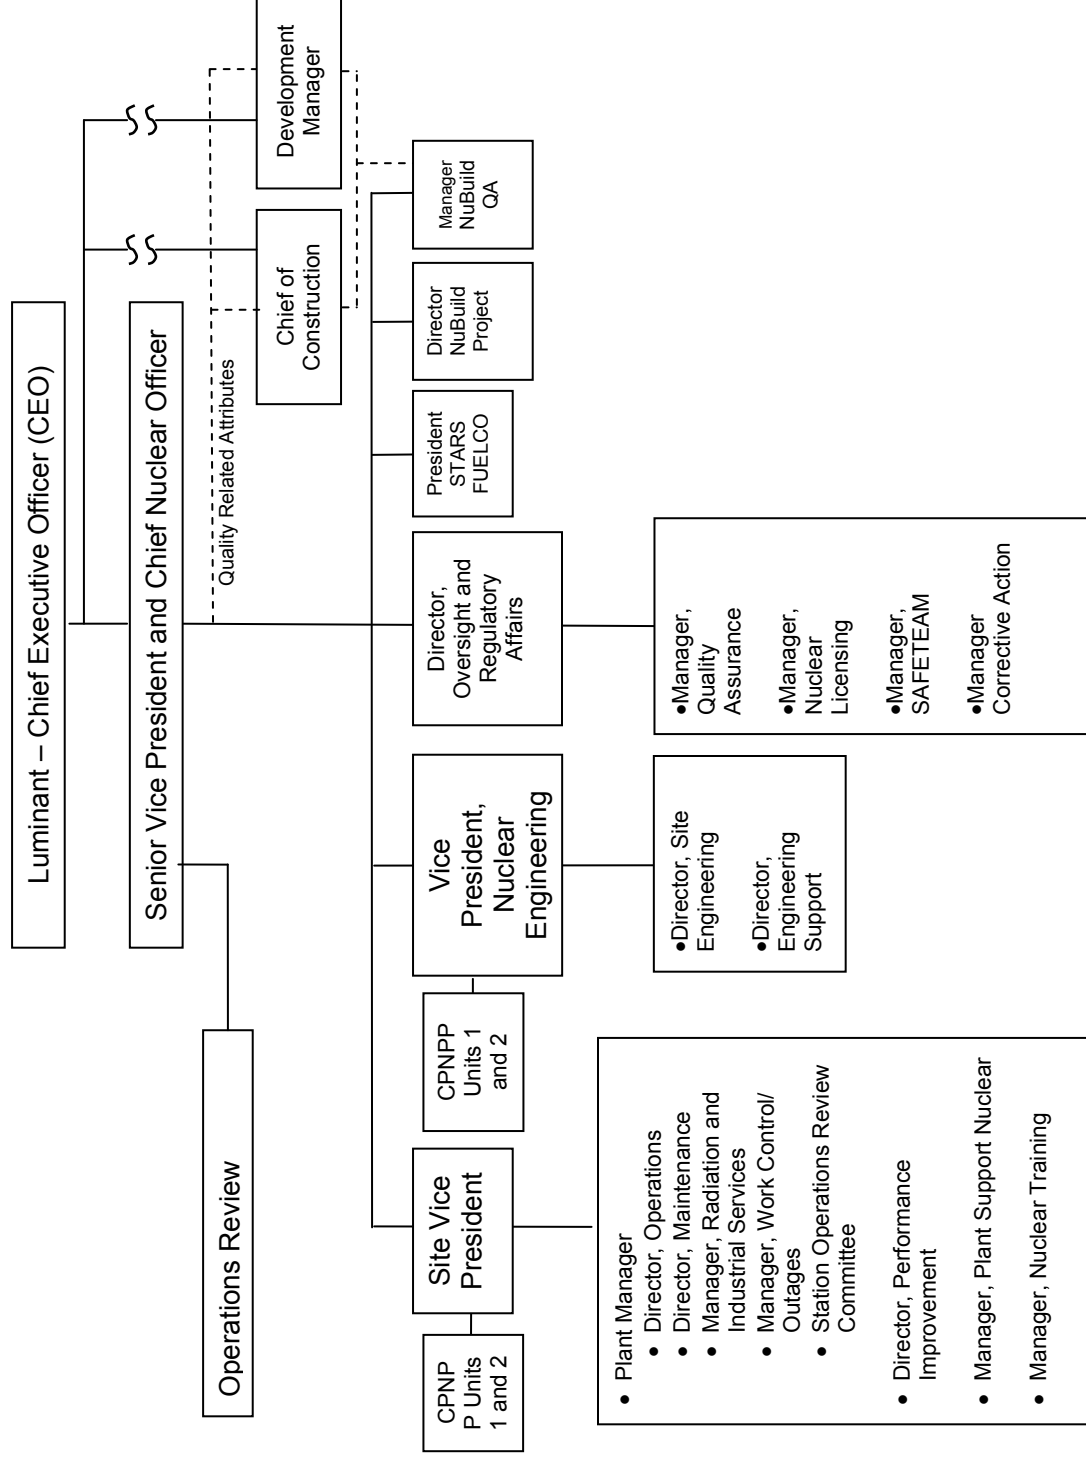 Luminant – Chief Executive Officer (CEO)
Senior Vice President and Chief Nuclear Officer
Operations Review
Quality Related Attributes
Chief of
Construction
Development
Manager
CPNP
P Units
1 and 2
Site Vice
President
CPNPP
Units 1
and 2
Vice
President,
Nuclear
Engineering
Director,
Oversight and
Regulatory
Affairs
President
STARS
FUELCO
Director
NuBuild
Project
Manager
NuBuild
QA
• Plant Manager
• Director, Operations
• Director, Maintenance
• Manager, Radiation and
Industrial Services
• Manager, Work Control/
Outages
• Station Operations Review
Committee
• Director, Performance
Improvement
• Manager, Plant Support Nuclear
• Manager, Nuclear Training
•Director, Site
Engineering
•Director,
Engineering
Support
•Manager,
Quality
Assurance
•Manager,
Nuclear
Licensing
•Manager,
SAFETEAM
•Manager
Corrective Action